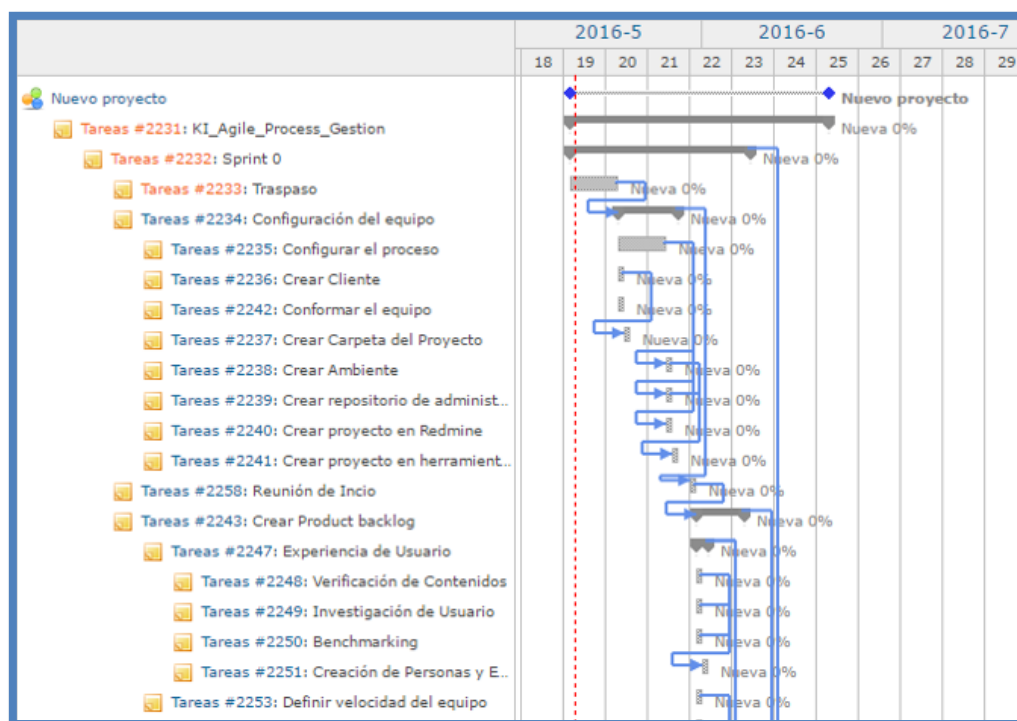 2016-5 2016-6 2016-7
18 19 20 21 22 23 24 25 26 27 28 29
Nuevo proyecto Nuevo proyecto
Tareas #2231: KI_Agile_Process_Gestion Nueva 0%
Tareas #2232: Sprint 0 Nueva 0%
Tareas #2233: Traspaso Nueva 0%
Tareas #2234: Configuración del equipo Nueva 0%
Tareas #2235: Configurar el proceso Nueva 0%
Tareas #2236: Crear Cliente Nueva 0%
Tareas #2242: Conformar el equipo Nueva 0%
Tareas #2237: Crear Carpeta del Proyecto Nueva 0%
Tareas #2238: Crear Ambiente Nueva 0%
Tareas #2239: Crear repositorio de administ... Nueva 0%
Tareas #2240: Crear proyecto en Redmine Nueva 0%
Tareas #2241: Crear proyecto en herramient... Nueva 0%
Tareas #2258: Reunión de Incio Nueva 0%
Tareas #2243: Crear Product backlog Nueva 0%
Tareas #2247: Experiencia de Usuario Nueva 0%
Tareas #2248: Verificación de Contenidos Nueva 0%
Tareas #2249: Investigación de Usuario Nueva 0%
Tareas #2250: Benchmarking Nueva 0%
Tareas #2251: Creación de Personas y E... Nueva 0%
Tareas #2253: Definir velocidad del equipo Nueva 0%